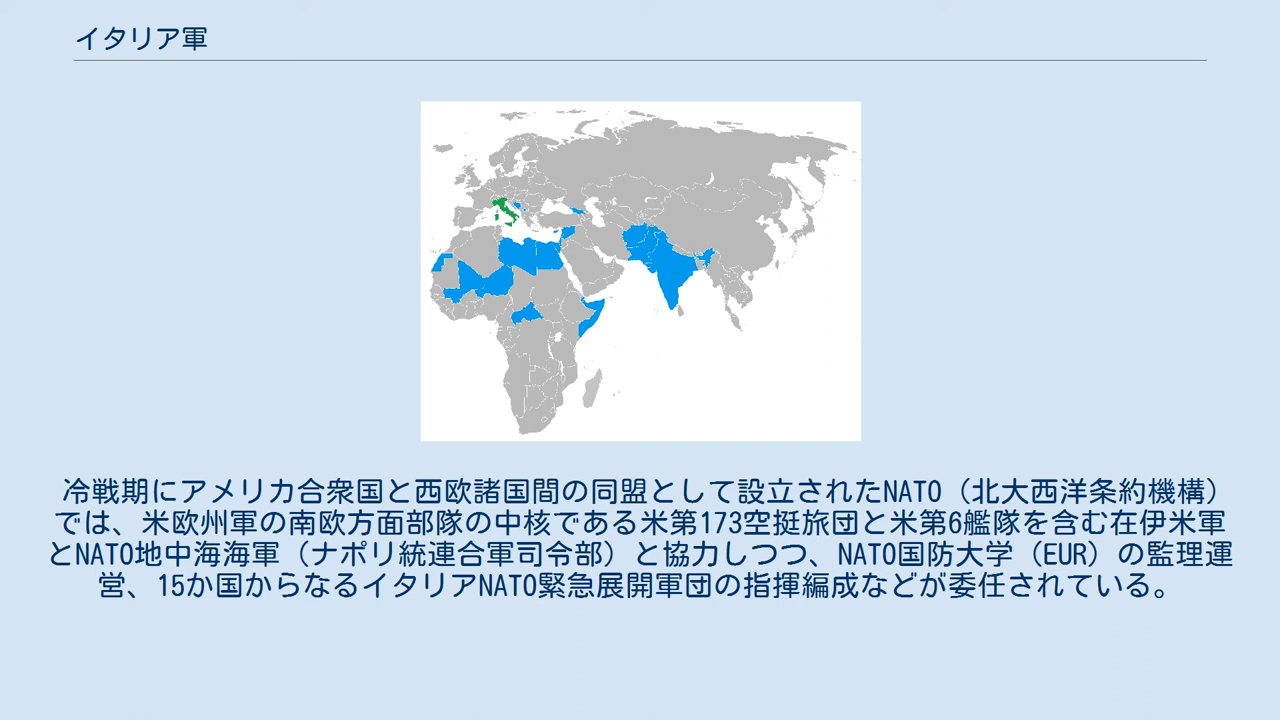 イタリア軍
冷戦期にアメリカ合衆国と西欧諸国間の同盟として設立されたNATO（北大西洋条約機構）
では、米欧州軍の南欧方面部隊の中核である米第173空挺旅団と米第6艦隊を含む在伊米軍
とNATO地中海海軍（ナポリ統連合軍司令部）と協力しつつ、NATO国防大学（EUR）の監理運
営、15か国からなるイタリアNATO緊急展開軍団の指揮編成などが委任されている。